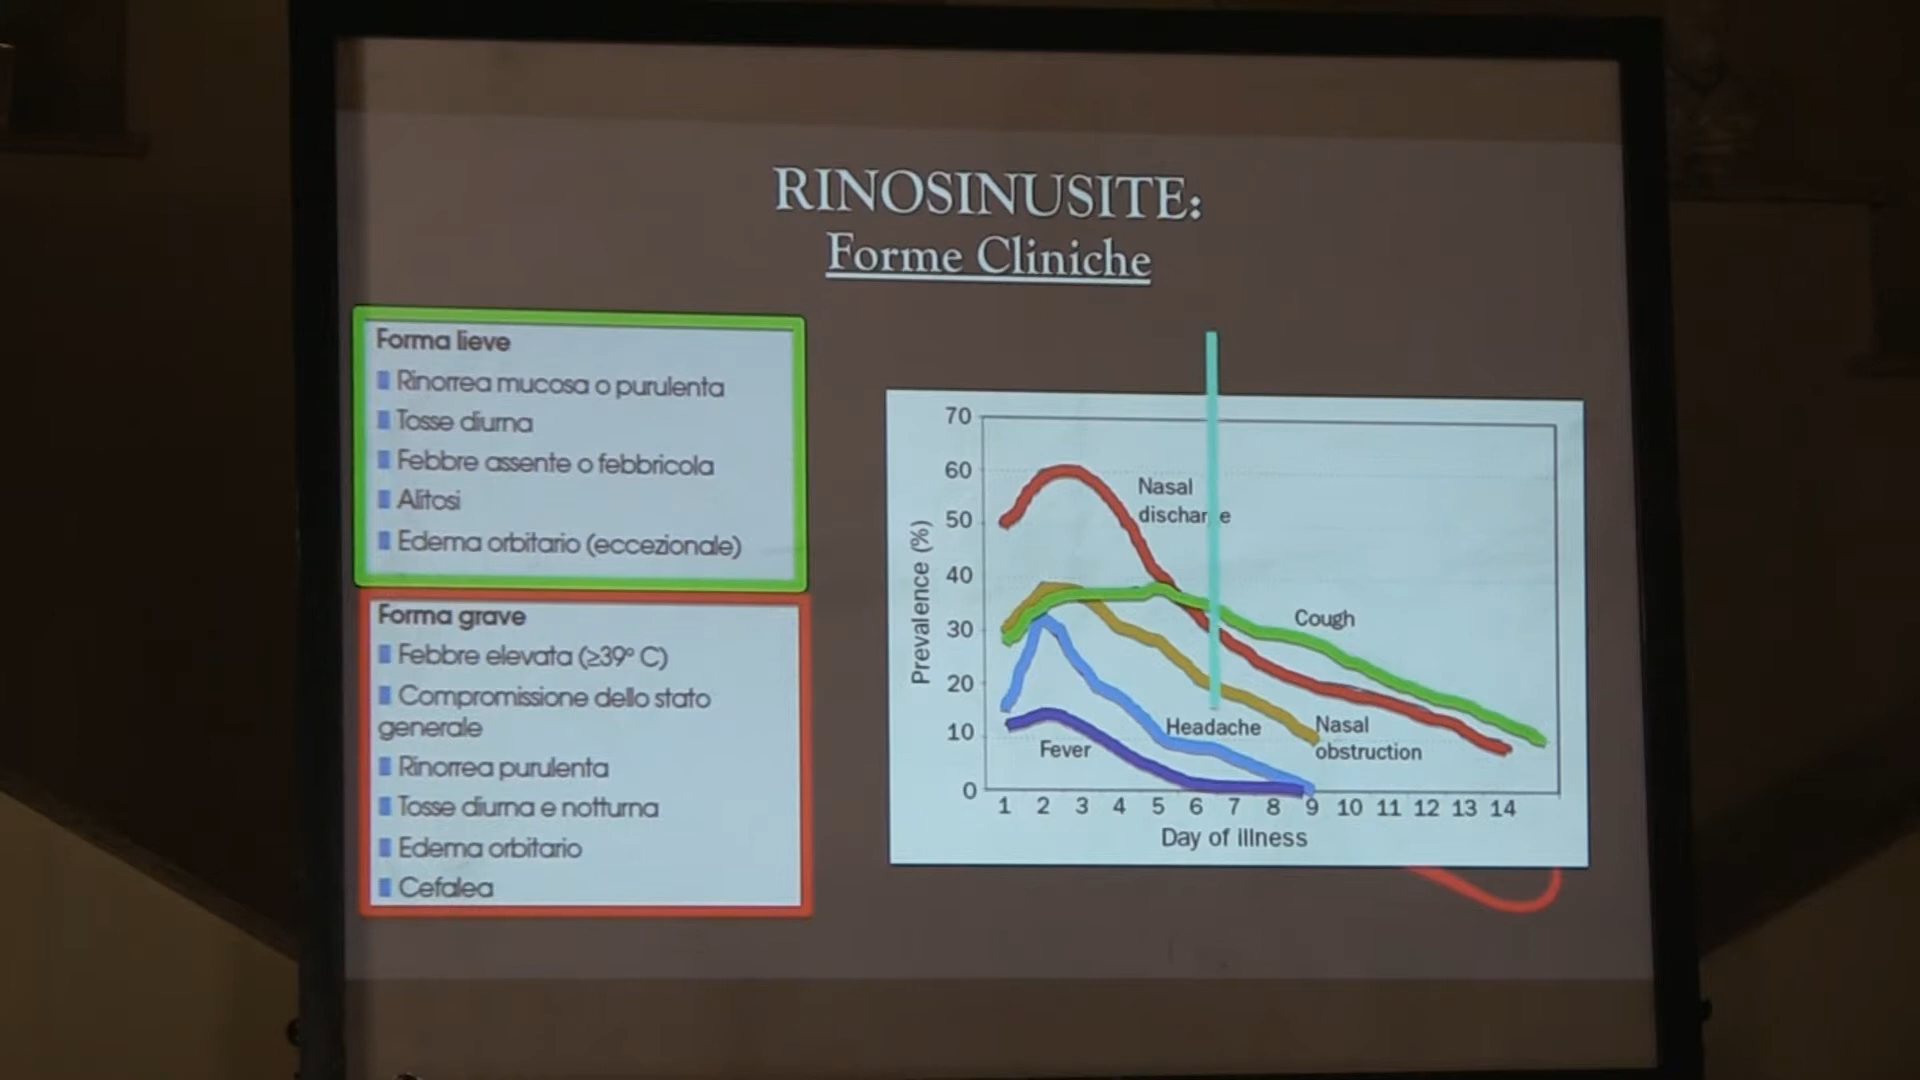 RINOSINUSITE:
Forme Cliniche
Forma lieve
Rinorrea mucosa o purulenta
Tosse diurna
Febbre assente o febbricola
Alitosi
Edema orbitario (eccezionale)
Forma grave
Febbre elevata (≥39° C)
Compromissione dello stato
generale
Rinorrea purulenta
Tosse diurna e notturna
Edema orbitario
Cefalea
70
60
50
40
30
20
10
0
Prevalence (%)
Nasal
discharge
Cough
Headache
Nasal
obstruction
Fever
1 2 3 4 5 6 7 8 9 10 11 12 13 14
Day of illness